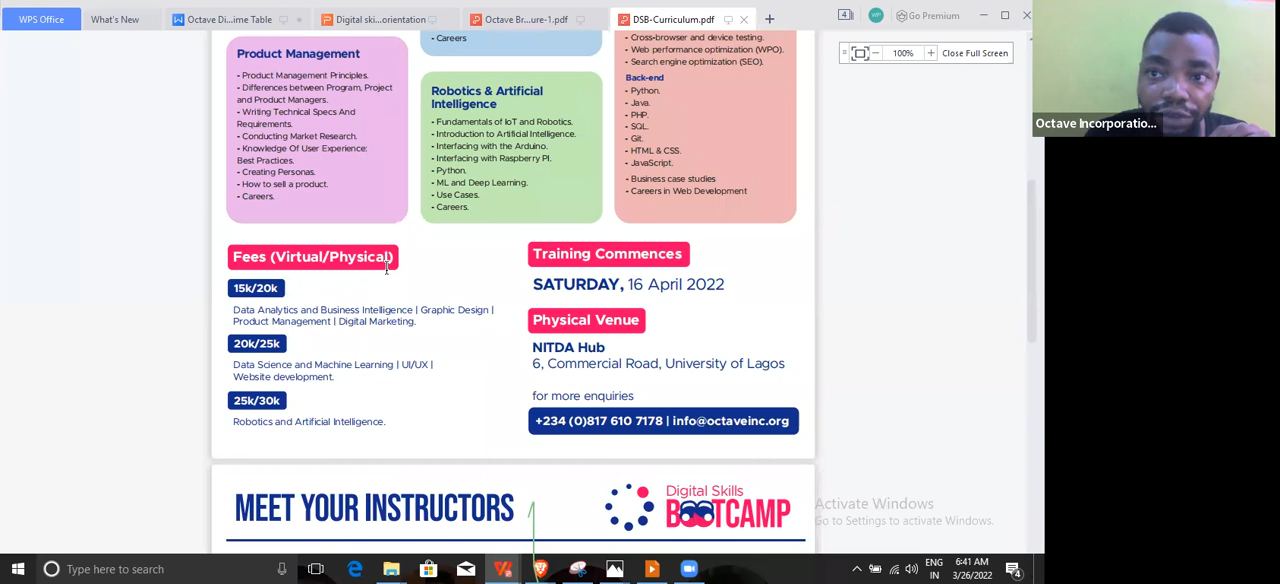 WPS Office
What's New
Octave Di...ime Table
Digital ski...orientation
Octave Br...ure-1.pdf
DSB-Curriculum.pdf
4
WP
Go Premium
100%
Close Full Screen
Octave Incorporatio...
- Careers
Product Management
- Product Management Principles.
- Differences between Program, Project
and Product Managers.
- Writing Technical Specs And
Requirements.
- Conducting Market Research.
- Knowledge Of User Experience:
Best Practices.
- Creating Personas.
- How to sell a product.
- Careers.
Robotics & Artificial
Intelligence
- Fundamentals of IoT and Robotics.
- Introduction to Artificial Intelligence.
- Interfacing with the Arduino.
- Interfacing with Raspberry PI.
- Python.
- ML and Deep Learning.
- Use Cases.
- Careers.
- Cross-browser and device testing.
- Web performance optimization (WPO).
- Search engine optimization (SEO).
Back-end
- Python.
- Java.
- PHP.
- SQL.
- Git.
- HTML & CSS.
- JavaScript.
- Business case studies
- Careers in Web Development
Fees (Virtual/Physical)
15k/20k
Data Analytics and Business Intelligence | Graphic Design |
Product Management | Digital Marketing.
20k/25k
Data Science and Machine Learning | UI/UX |
Website development.
25k/30k
Robotics and Artificial Intelligence.
Training Commences
SATURDAY, 16 April 2022
Physical Venue
NITDA Hub
6, Commercial Road, University of Lagos
for more enquiries
+234 (0)817 610 7178 | info@octaveinc.org
MEET YOUR INSTRUCTORS
Digital Skills
BOOTCAMP
Activate Windows
Go to Settings to activate Windows.
Type here to search
ENG
IN
6:41 AM
3/26/2022
4